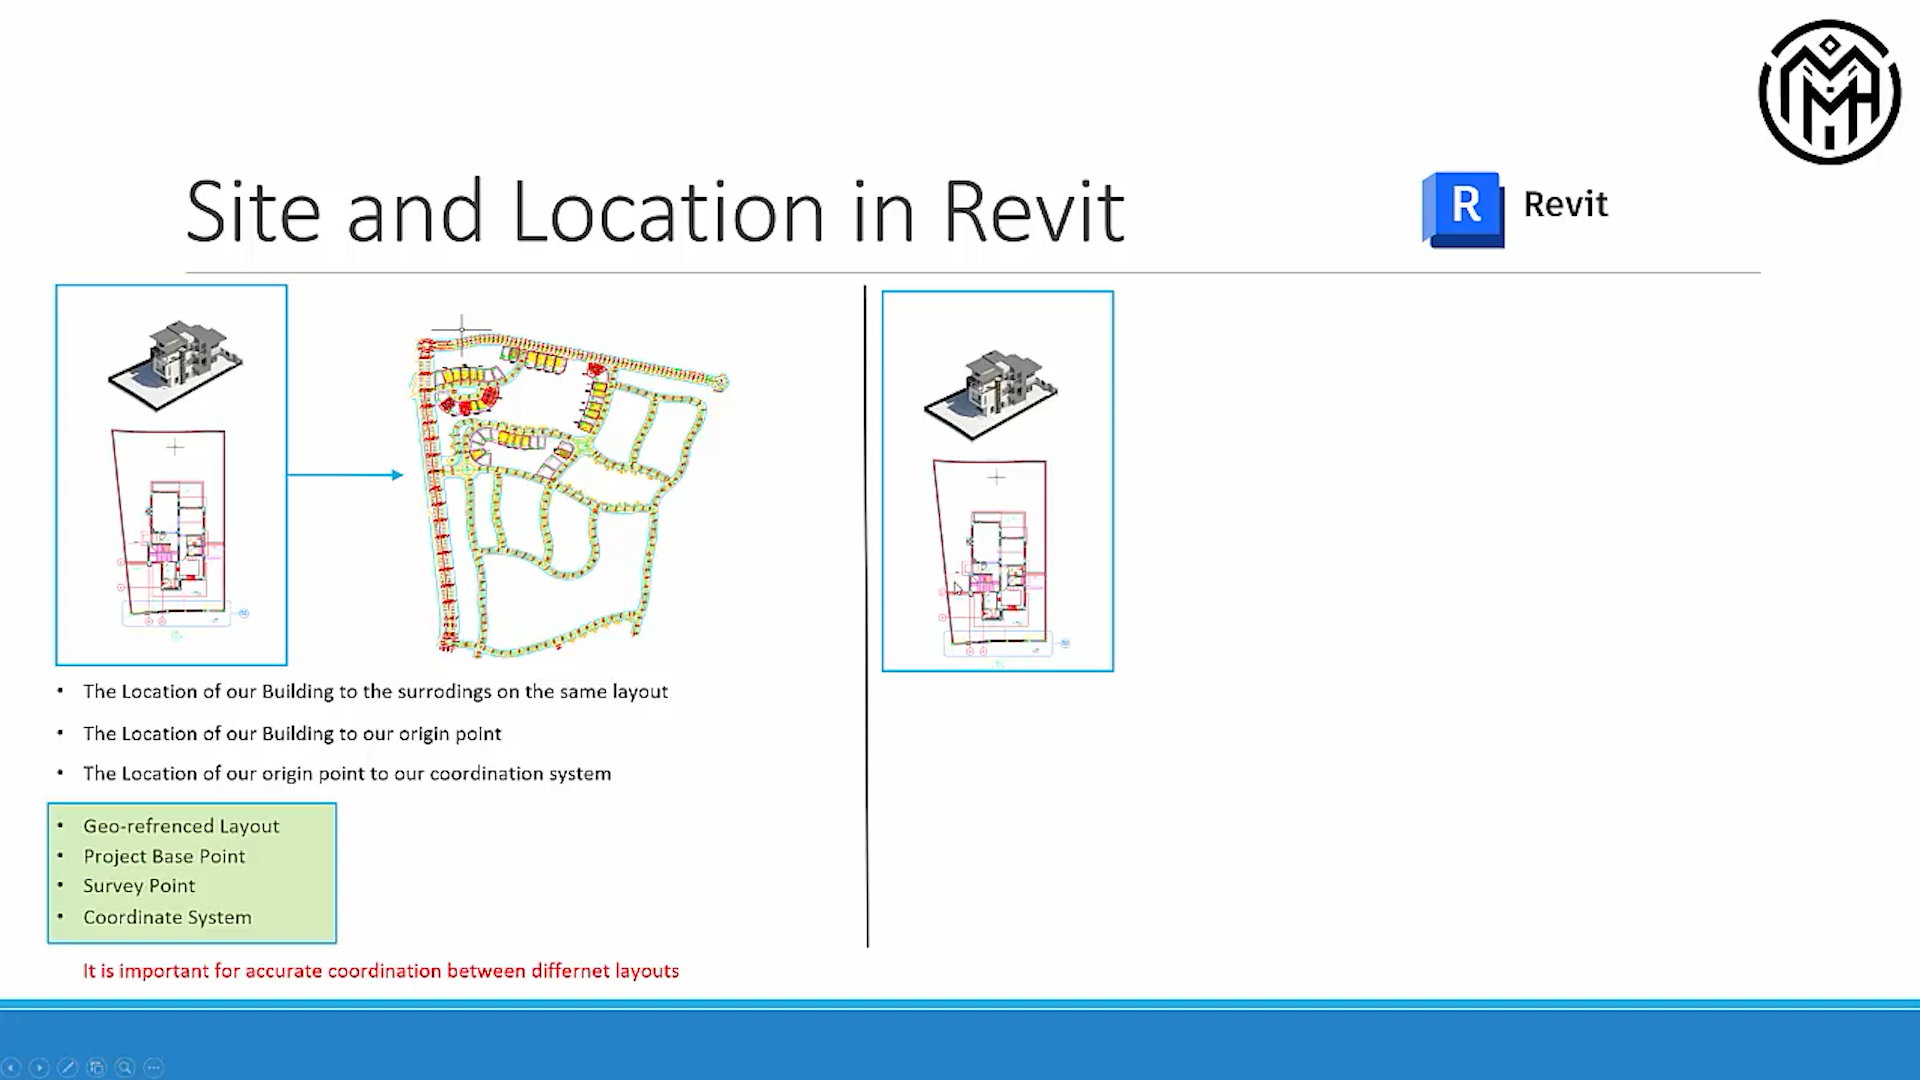 Site and Location in Revit
R Revit
• The Location of our Building to the surrodings on the same layout
• The Location of our Building to our origin point
• The Location of our origin point to our coordination system
• Geo-refrenced Layout
• Project Base Point
• Survey Point
• Coordinate System
It is important for accurate coordination between differnet layouts